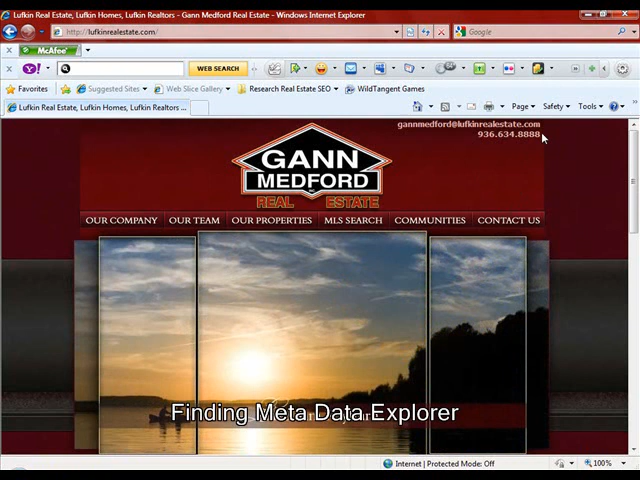 Lufkin Real Estate, Lufkin Homes, Lufkin Realtors - Gann Medford Real Estate - Windows Internet Explorer
http://lufkinrealestate.com/
Google
x McAfee
x Y! WEB SEARCH
Favorites Suggested Sites Web Slice Gallery Research Real Estate SEO WildTangent Games
Lufkin Real Estate, Lufkin Homes, Lufkin Realtors ...
Page Safety Tools
gannmedford@lufkinrealestate.com
936.634.8888
GANN
MEDFORD
REAL ESTATE
OUR COMPANY OUR TEAM OUR PROPERTIES MLS SEARCH COMMUNITIES CONTACT US
Finding Meta Data Explorer
Internet | Protected Mode: Off
100%